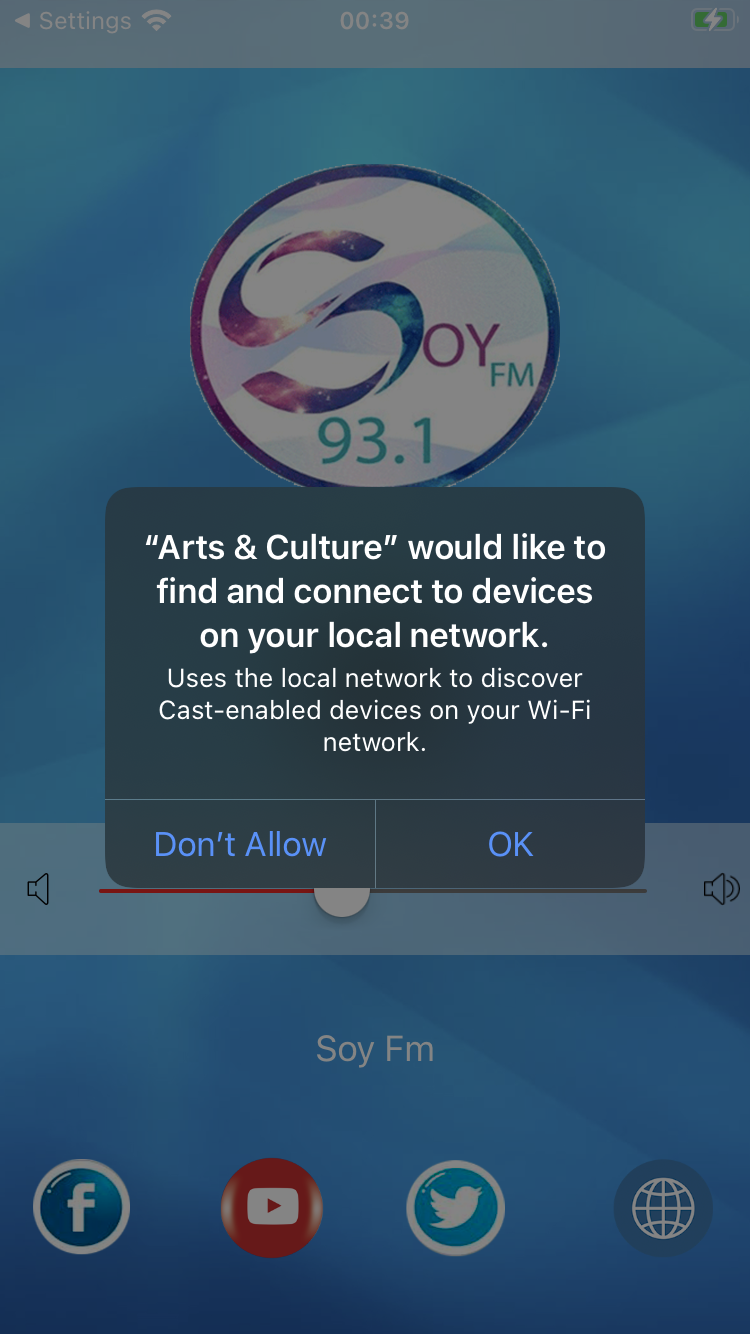 ◀ Settings 00:39
SOY
FM
93.1
“Arts & Culture” would like to
find and connect to devices
on your local network.
Uses the local network to discover
Cast-enabled devices on your Wi-Fi
network.
Don’t Allow OK
Soy Fm